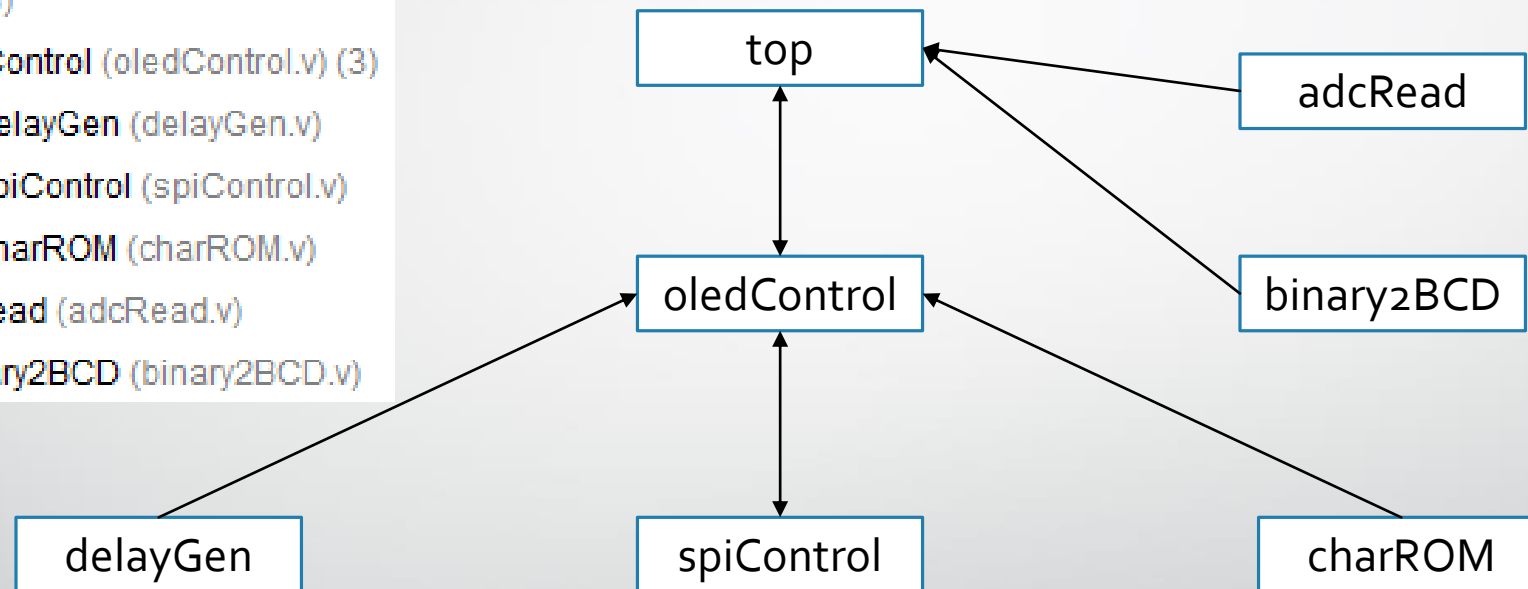 Control (oledControl.v) (3)
elayGen (delayGen.v)
piControl (spiControl.v)
harROM (charROM.v)
ead (adcRead.v)
ry2BCD (binary2BCD.v)
top
adcRead
oledControl
binary2BCD
delayGen
spiControl
charROM